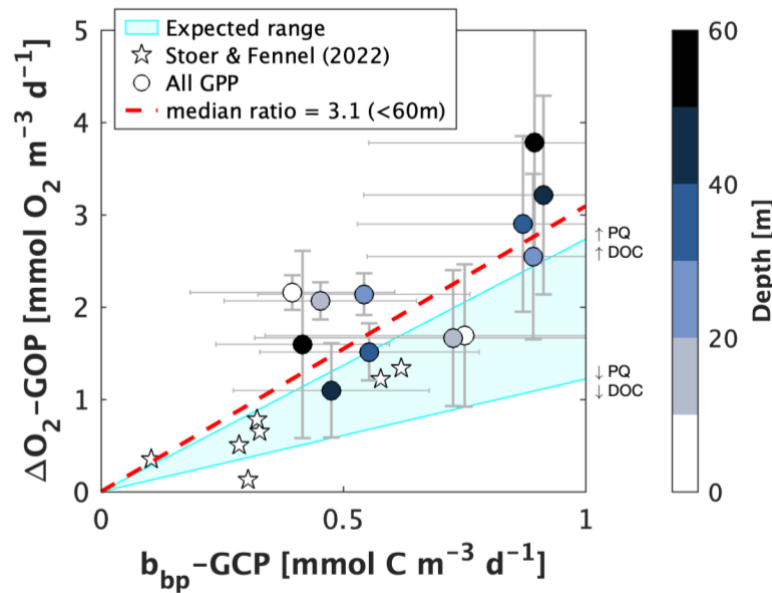 Expected range
Stoer & Fennel (2022)
All GPP
median ratio = 3.1 (<60m)
ΔO₂-GOP [mmol O₂ m⁻³ d⁻¹]
5
4
3
2
1
0
0
0.5
1
b_bp-GCP [mmol C m⁻³ d⁻¹]
↑ PQ
↑ DOC
↓ PQ
↓ DOC
60
40
20
0
Depth [m]